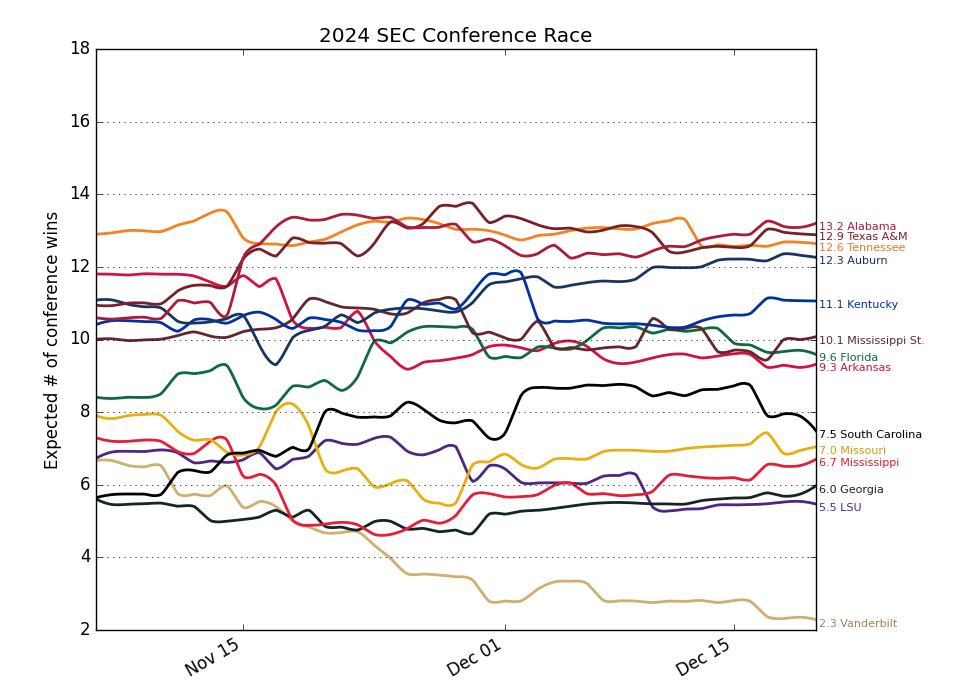 2024 SEC Conference Race
Expected # of conference wins
18
16
14
12
10
8
6
4
2
13.2 Alabama
12.9 Texas A&M
12.6 Tennessee
12.3 Auburn
11.1 Kentucky
10.1 Mississippi St.
9.6 Florida
9.3 Arkansas
7.5 South Carolina
7.0 Missouri
6.7 Mississippi
6.0 Georgia
5.5 LSU
2.3 Vanderbilt
Nov 15
Dec 01
Dec 15